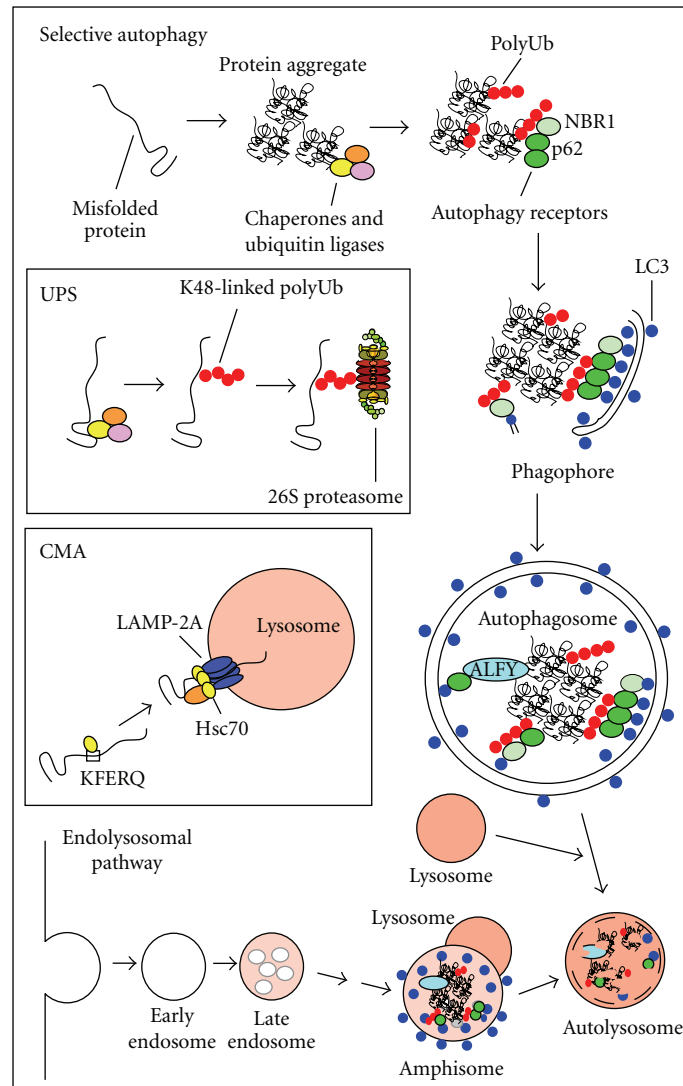 Selective autophagy
PolyUb
Protein aggregate
NBR1
p62
Misfolded
protein
Chaperones and
ubiquitin ligases
Autophagy receptors
LC3
UPS
K48-linked polyUb
26S proteasome
Phagophore
CMA
LAMP-2A
Lysosome
Hsc70
KFERQ
Autophagosome
ALFY
Endolysosomal
pathway
Lysosome
Lysosome
Early
endosome
Late
endosome
Amphisome
Autolysosome